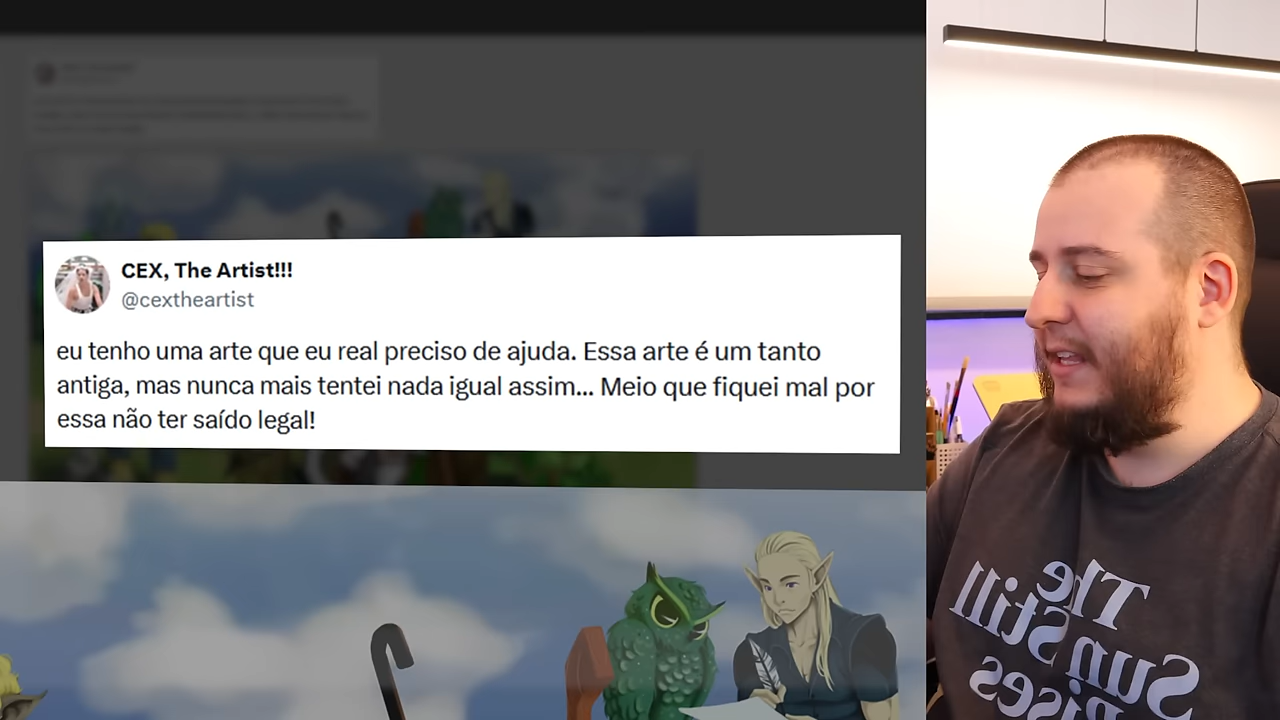 CEX, The Artist!!!
@cextheartist
eu tenho uma arte que eu real preciso de ajuda. Essa arte é um tanto
antiga, mas nunca mais tentei nada igual assim... Meio que fiquei mal por
essa não ter saído legal!
The
Still
Sun
Rises